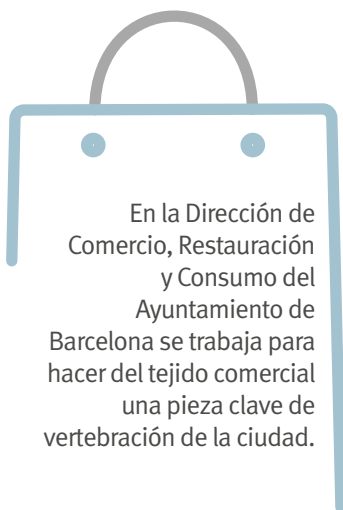 En la Dirección de
Comercio, Restauración
y Consumo del
Ayuntamiento de
Barcelona se trabaja para
hacer del tejido comercial
una pieza clave de
vertebración de la ciudad.